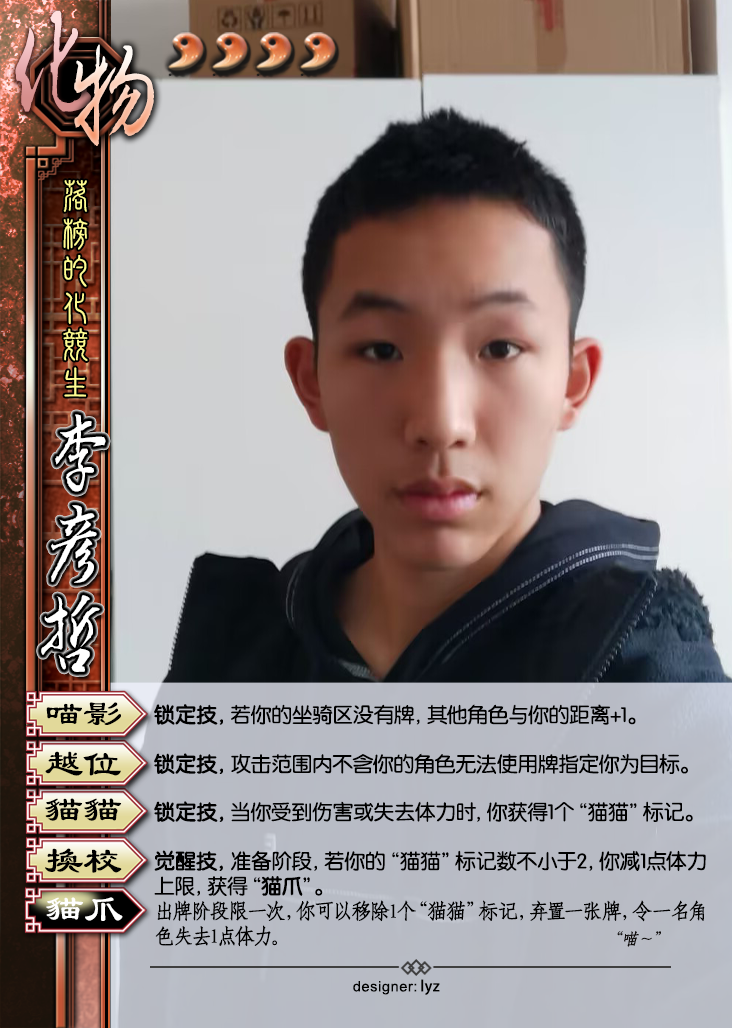 化物
落榜的化競生
李彥哲
喵影
锁定技, 若你的坐骑区没有牌, 其他角色与你的距离+1。
越位
锁定技, 攻击范围内不含你的角色无法使用牌指定你为目标。
貓貓
锁定技, 当你受到伤害或失去体力时, 你获得1个“猫猫”标记。
換校
觉醒技, 准备阶段, 若你的“猫猫”标记数不小于2, 你减1点体力
上限, 获得“猫爪”。
貓爪
出牌阶段限一次, 你可以移除1个“猫猫”标记, 弃置一张牌, 令一名角
色失去1点体力。
“喵~”
designer: lyz